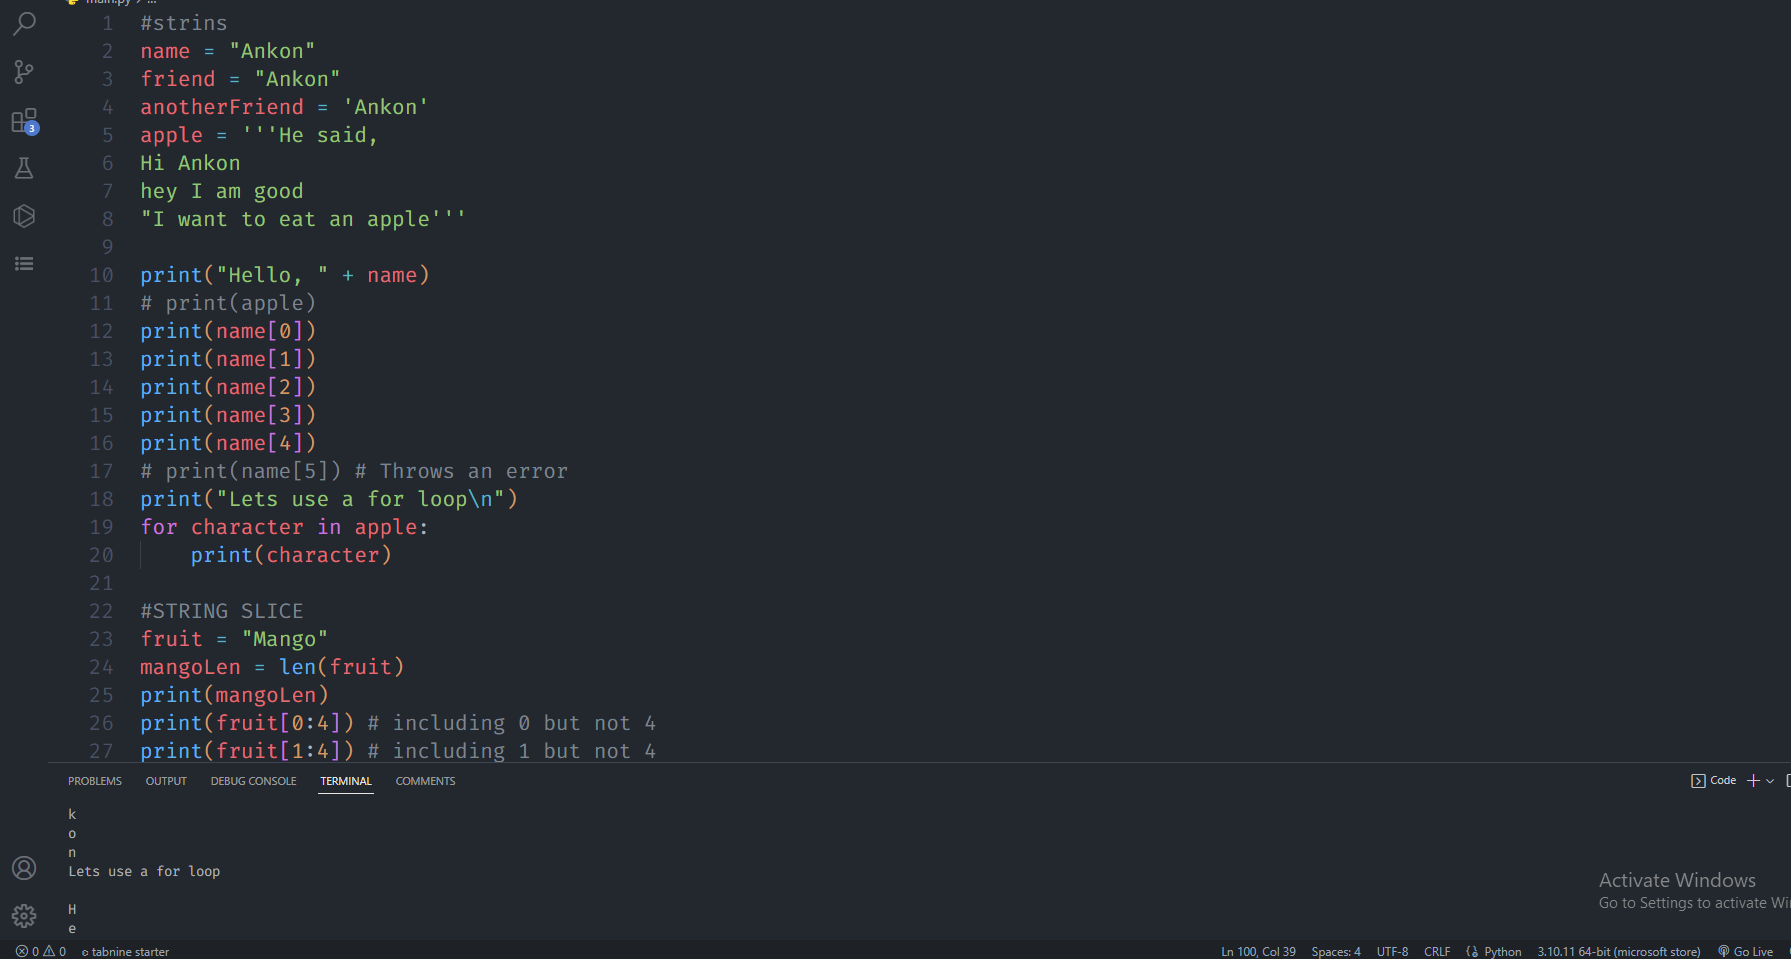 main.py > ...
1 #strins
2 name = "Ankon"
3 friend = "Ankon"
4 anotherFriend = 'Ankon'
5 apple = '''He said,
6 Hi Ankon
7 hey I am good
8 "I want to eat an apple'''
9
10 print("Hello, " + name)
11 # print(apple)
12 print(name[0])
13 print(name[1])
14 print(name[2])
15 print(name[3])
16 print(name[4])
17 # print(name[5]) # Throws an error
18 print("Lets use a for loop\n")
19 for character in apple:
20     print(character)
21
22 #STRING SLICE
23 fruit = "Mango"
24 mangoLen = len(fruit)
25 print(mangoLen)
26 print(fruit[0:4]) # including 0 but not 4
27 print(fruit[1:4]) # including 1 but not 4
3
PROBLEMS OUTPUT DEBUG CONSOLE TERMINAL COMMENTS Code
k
o
n
Lets use a for loop
H
e
Activate Windows
Go to Settings to activate Wi
0 0 tabnine starter Ln 100, Col 39 Spaces: 4 UTF-8 CRLF Python 3.10.11 64-bit (microsoft store) Go Live